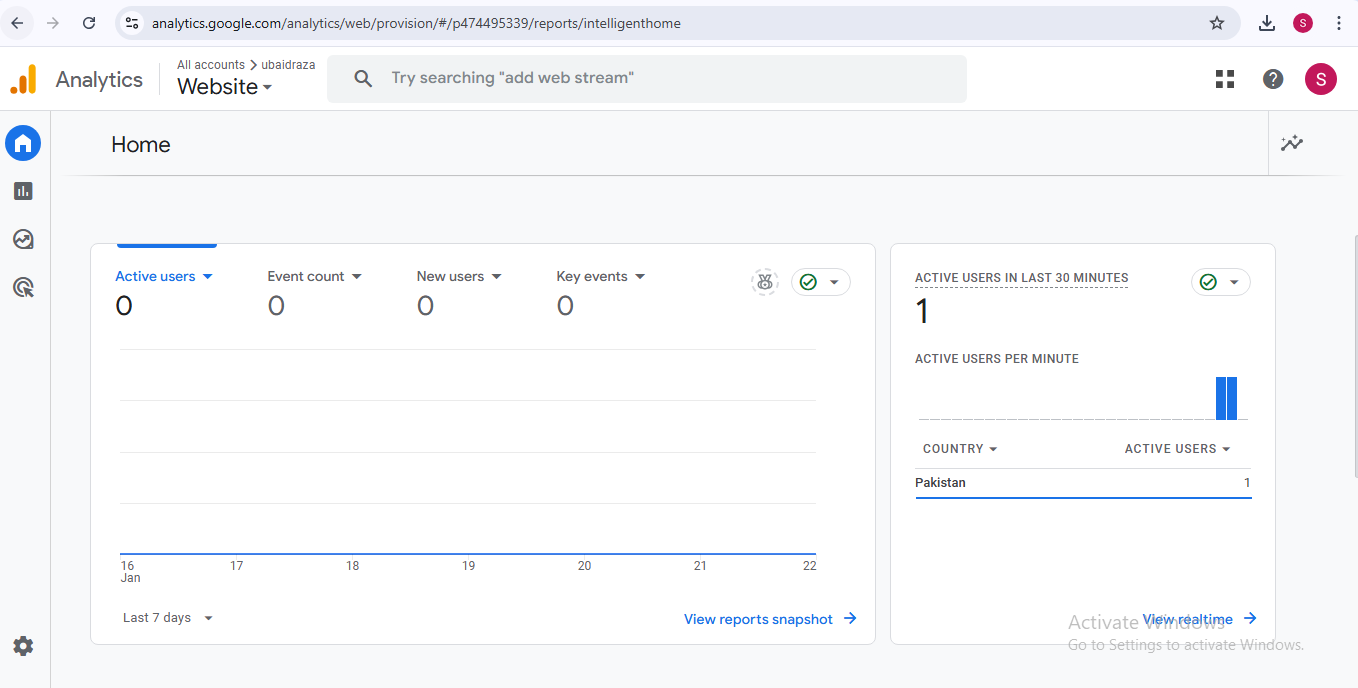 analytics.google.com/analytics/web/provision/#/p474495339/reports/intelligenthome
S
Analytics
All accounts > ubaidraza
Website
Try searching "add web stream"
S
Home
Active users
0
Event count
0
New users
0
Key events
0
16 17 18 19 20 21 22
Jan
Last 7 days
View reports snapshot
ACTIVE USERS IN LAST 30 MINUTES
1
ACTIVE USERS PER MINUTE
COUNTRY ACTIVE USERS
Pakistan 1
View realtime
Activate Windows
Go to Settings to activate Windows.